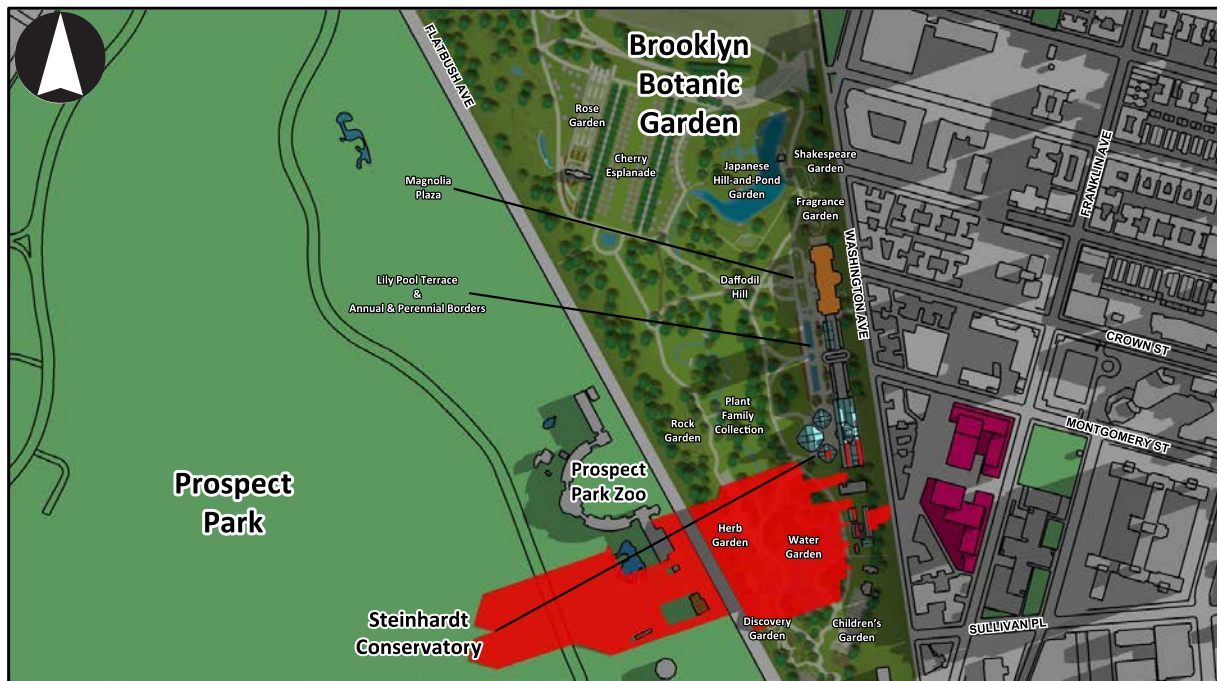 FLATBUSH AVE
Brooklyn
Botanic
Garden
Rose
Garden
Cherry
Esplanade
Japanese
Hill-and-Pond
Garden
Shakespeare
Garden
FRANKLIN AVE
Magnolia
Plaza
Fragrance
Garden
WASHINGTON AVE
Lily Pool Terrace
&
Annual & Perennial Borders
Daffodil
Hill
CROWN ST
Plant
Family
Collection
Rock
Garden
MONTGOMERY ST
Prospect
Park
Prospect
Park Zoo
Herb
Garden
Water
Garden
Steinhardt
Conservatory
Discovery
Garden
Children's
Garden
SULLIVAN PL